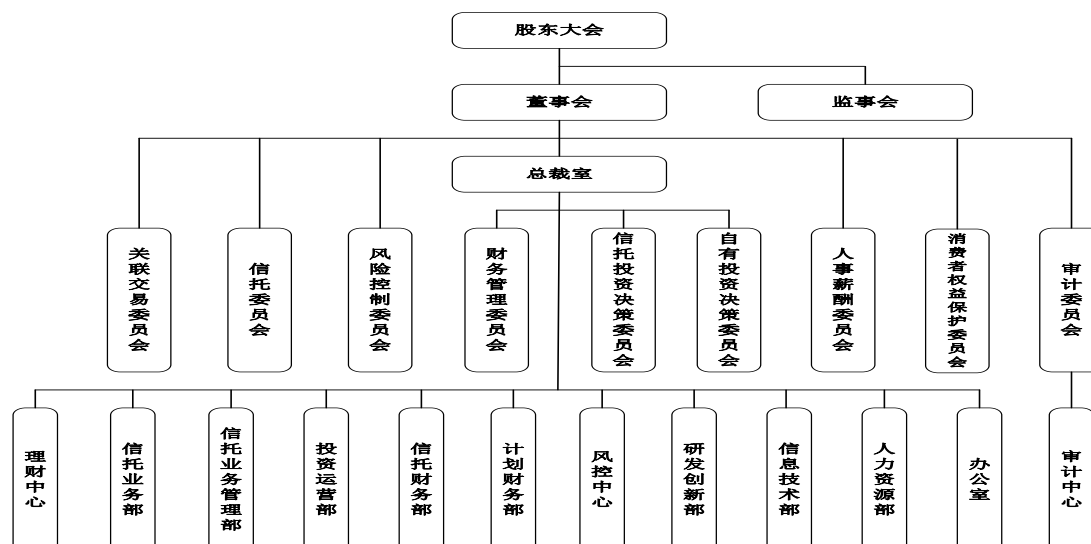 股东大会
董事会
监事会
总裁室
关联交易委员会
信托委员会
风险控制委员会
财务管理委员会
信托投资决策委员会
自有投资决策委员会
人事薪酬委员会
消费者权益保护委员会
审计委员会
理财中心
信托业务部
信托业务管理部
投资运营部
信托财务部
计划财务部
风控中心
研发创新部
信息技术部
人力资源部
办公室
审计中心